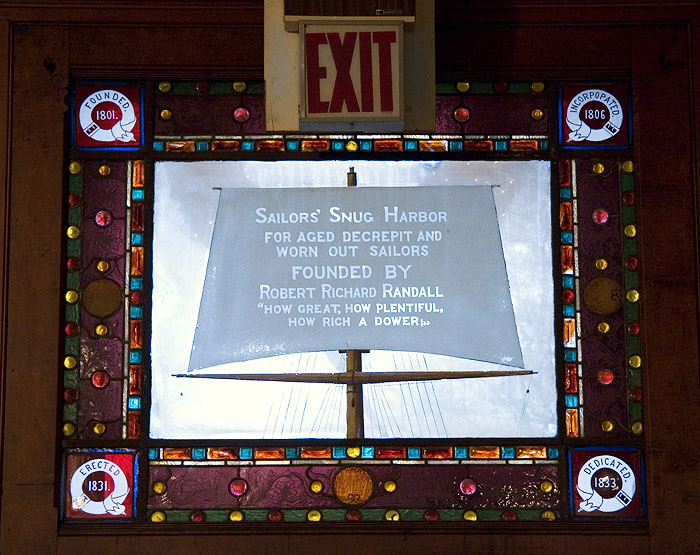 EXIT
FOUNDED
1801.
INCORPOPATED
1806
SAILORS' SNUG HARBOR
FOR AGED DECREPIT AND
WORN OUT SAILORS
FOUNDED BY
ROBERT RICHARD RANDALL
"HOW GREAT, HOW PLENTIFUL,
HOW RICH A DOWER!"
ERECTED
1831.
DEDICATED.
1833.